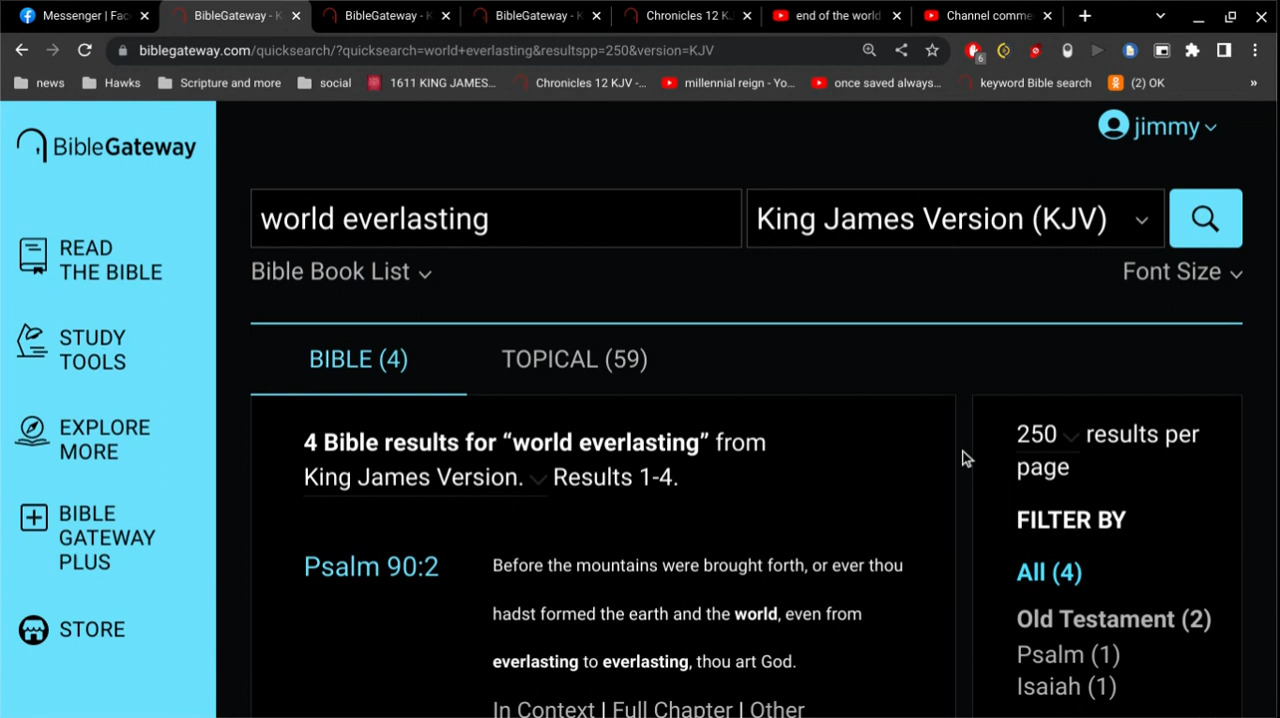 Messenger | Fac
BibleGateway - K
BibleGateway - K
BibleGateway - K
Chronicles 12 KJ
end of the world
Channel comme
biblegateway.com/quicksearch/?quicksearch=world+everlasting&resultspp=250&version=KJV
6
news
Hawks
Scripture and more
social
1611 KING JAMES...
Chronicles 12 KJV -...
millennial reign - Yo...
once saved always...
keyword Bible search
(2) OK
»
BibleGateway
jimmy
READ
THE BIBLE
STUDY
TOOLS
EXPLORE
MORE
BIBLE
GATEWAY
PLUS
STORE
world everlasting
King James Version (KJV)
Bible Book List
Font Size
BIBLE (4)
TOPICAL (59)
4 Bible results for “world everlasting” from
King James Version. Results 1-4.
Psalm 90:2
Before the mountains were brought forth, or ever thou
hadst formed the earth and the world, even from
everlasting to everlasting, thou art God.
In Context | Full Chapter | Other
250 results per
page
FILTER BY
All (4)
Old Testament (2)
Psalm (1)
Isaiah (1)